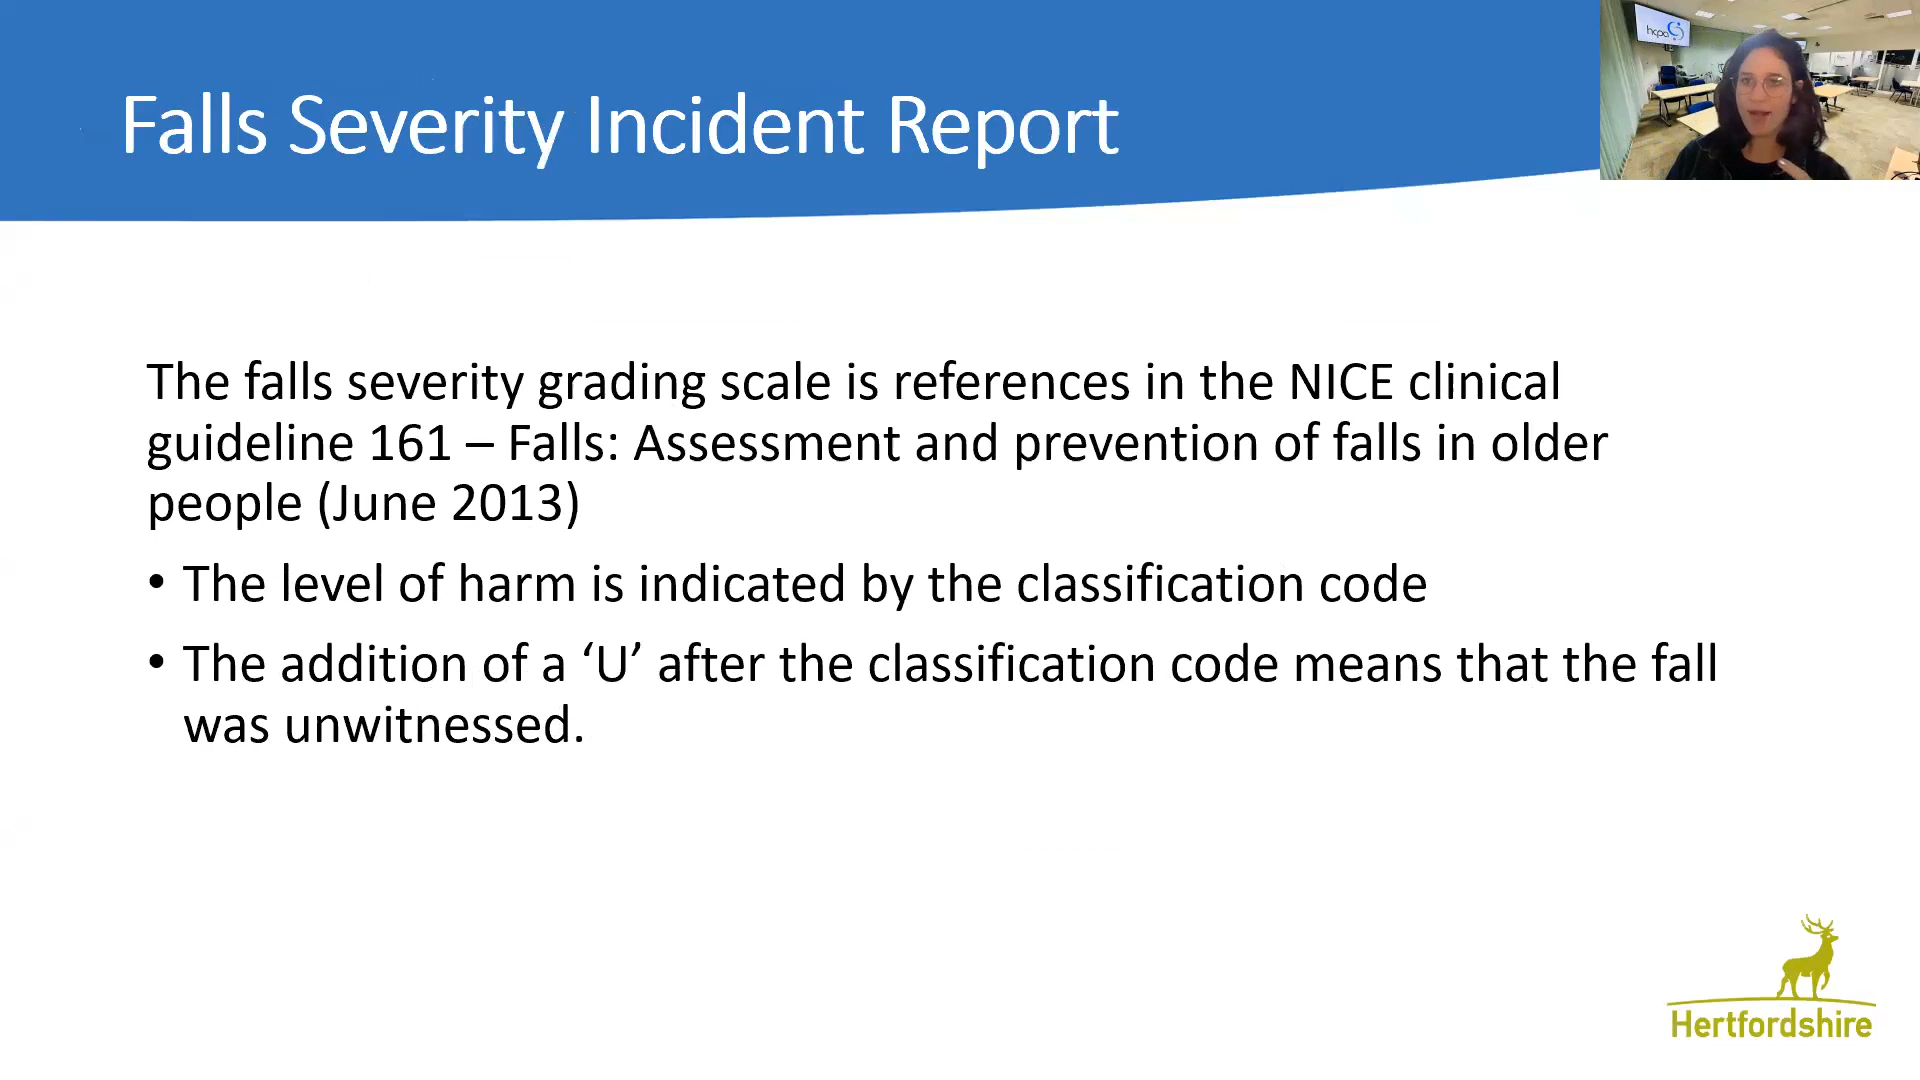 Falls Severity Incident Report
hcpa
The falls severity grading scale is references in the NICE clinical
guideline 161 – Falls: Assessment and prevention of falls in older
people (June 2013)
• The level of harm is indicated by the classification code
• The addition of a ‘U’ after the classification code means that the fall
was unwitnessed.
Hertfordshire